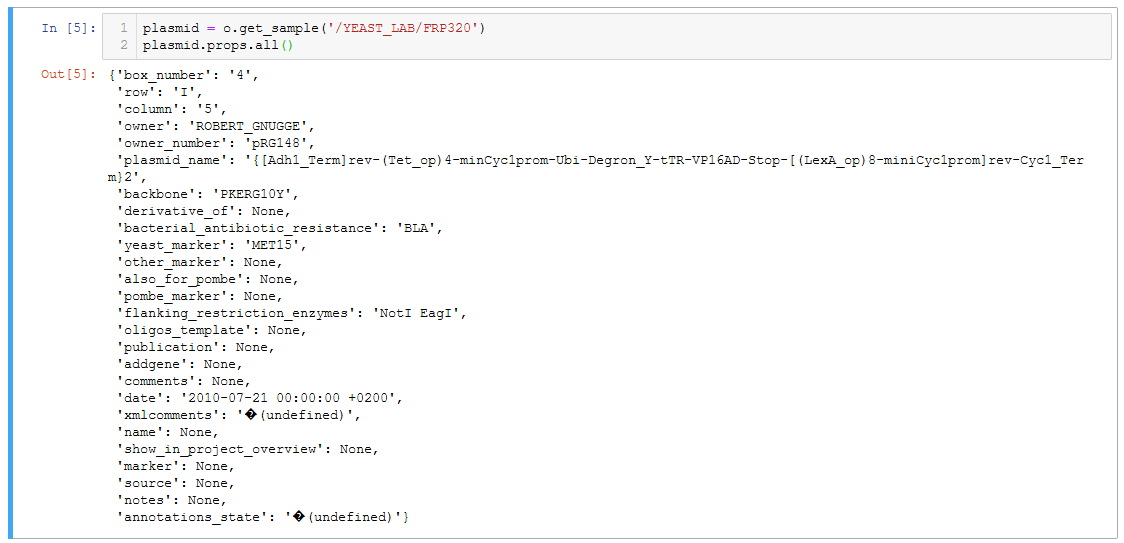 In [5]: 1 plasmid = o.get_sample('/YEAST_LAB/FRP320')
2 plasmid.props.all()
Out[5]: {'box_number': '4',
'row': 'I',
'column': '5',
'owner': 'ROBERT_GNUGGE',
'owner_number': 'pRG148',
'plasmid_name': '{[Adh1_Term]rev-(Tet_op)4-minCyc1prom-Ubi-Degron_Y-tTR-VP16AD-Stop-[(LexA_op)8-miniCyc1prom]rev-Cyc1_Ter
m}2',
'backbone': 'PKERG10Y',
'derivative_of': None,
'bacterial_antibiotic_resistance': 'BLA',
'yeast_marker': 'MET15',
'other_marker': None,
'also_for_pombe': None,
'pombe_marker': None,
'flanking_restriction_enzymes': 'NotI EagI',
'oligos_template': None,
'publication': None,
'addgene': None,
'comments': None,
'date': '2010-07-21 00:00:00 +0200',
'xmlcomments': '�(undefined)',
'name': None,
'show_in_project_overview': None,
'marker': None,
'source': None,
'notes': None,
'annotations_state': '�(undefined)'}